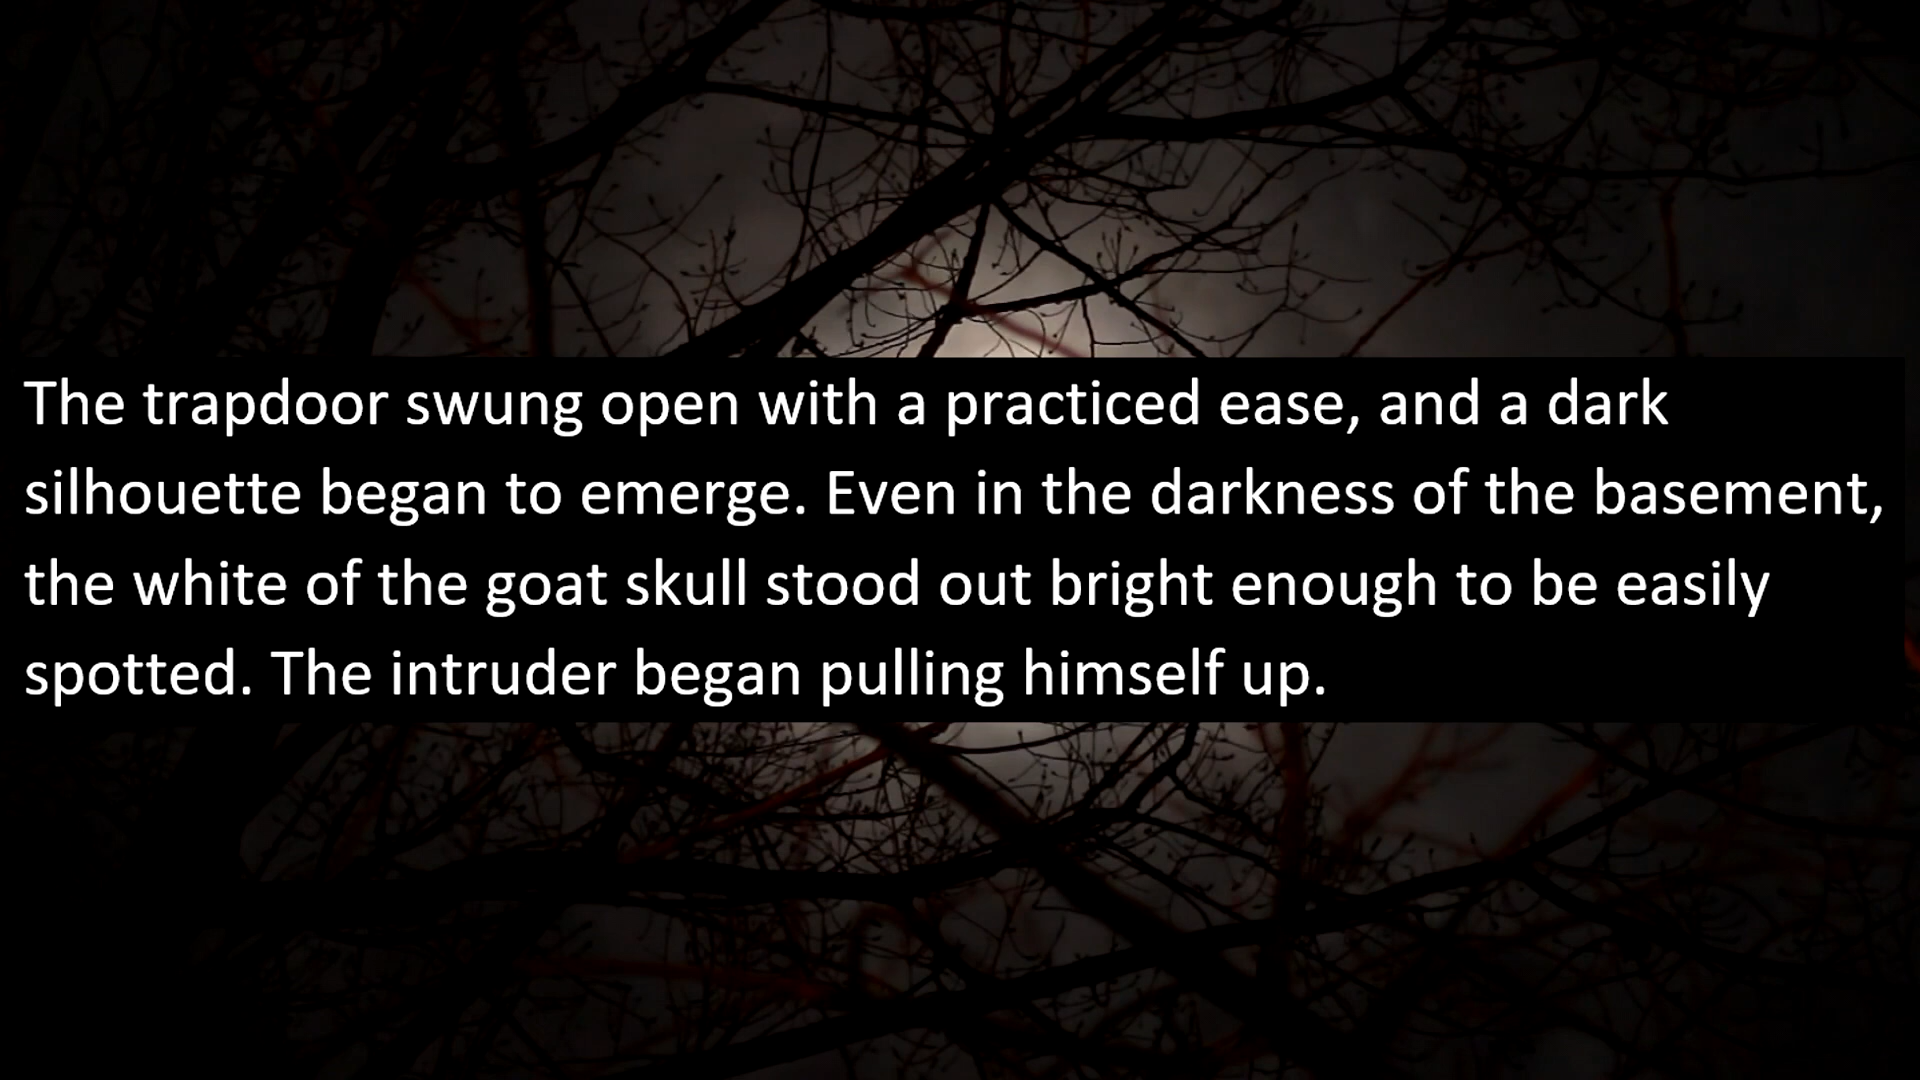 The trapdoor swung open with a practiced ease, and a dark
silhouette began to emerge. Even in the darkness of the basement,
the white of the goat skull stood out bright enough to be easily
spotted. The intruder began pulling himself up.